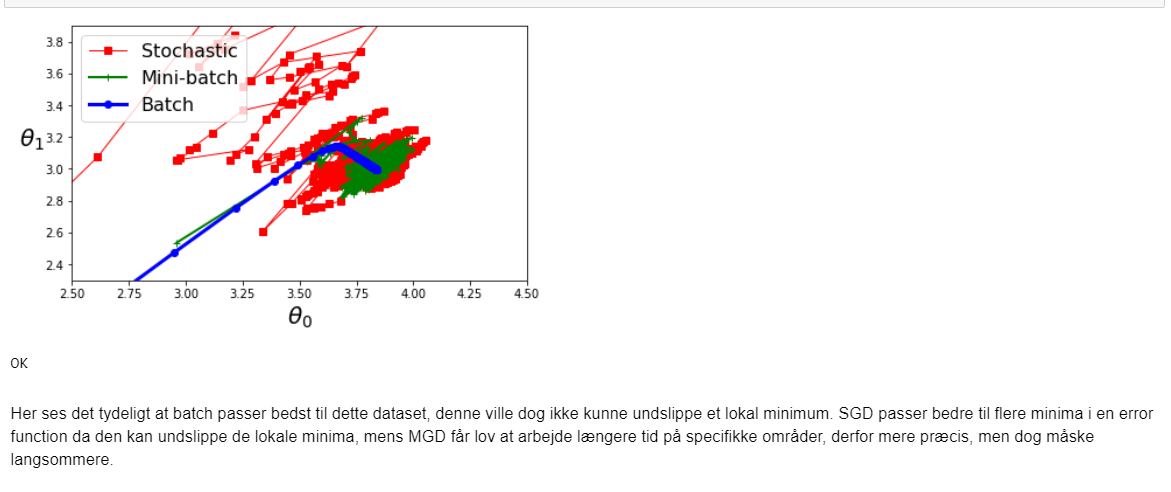 Stochastic
Mini-batch
Batch
3.8
3.6
3.4
3.2
3.0
2.8
2.6
2.4
θ1
2.50 2.75 3.00 3.25 3.50 3.75 4.00 4.25 4.50
θ0
OK
Her ses det tydeligt at batch passer bedst til dette dataset, denne ville dog ikke kunne undslippe et lokal minimum. SGD passer bedre til flere minima i en error
function da den kan undslippe de lokale minima, mens MGD får lov at arbejde længere tid på specifikke områder, derfor mere præcis, men dog måske
langsommere.